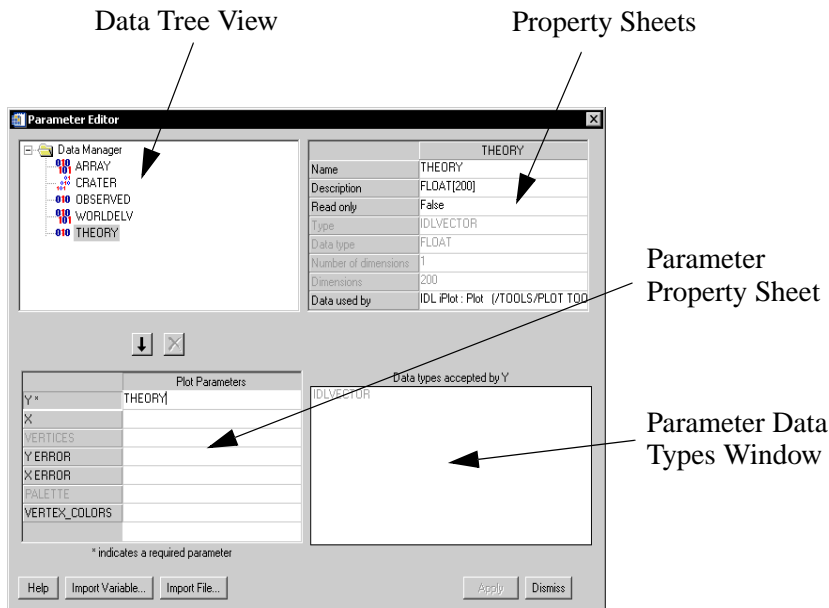 Data Tree View
Property Sheets
Parameter Editor
Data Manager
ARRAY
CRATER
OBSERVED
WORLDELV
THEORY
THEORY
Name THEORY
Description FLOAT[200]
Read only False
Type IDLVECTOR
Data type FLOAT
Number of dimensions 1
Dimensions 200
Data used by IDL iPlot : Plot (/TOOLS/PLOT TOO
Parameter
Property Sheet
Plot Parameters
Y * THEORY
X
VERTICES
Y ERROR
X ERROR
PALETTE
VERTEX_COLORS
* indicates a required parameter
Data types accepted by Y
IDLVECTOR
Parameter Data
Types Window
Help Import Variable... Import File... Apply Dismiss